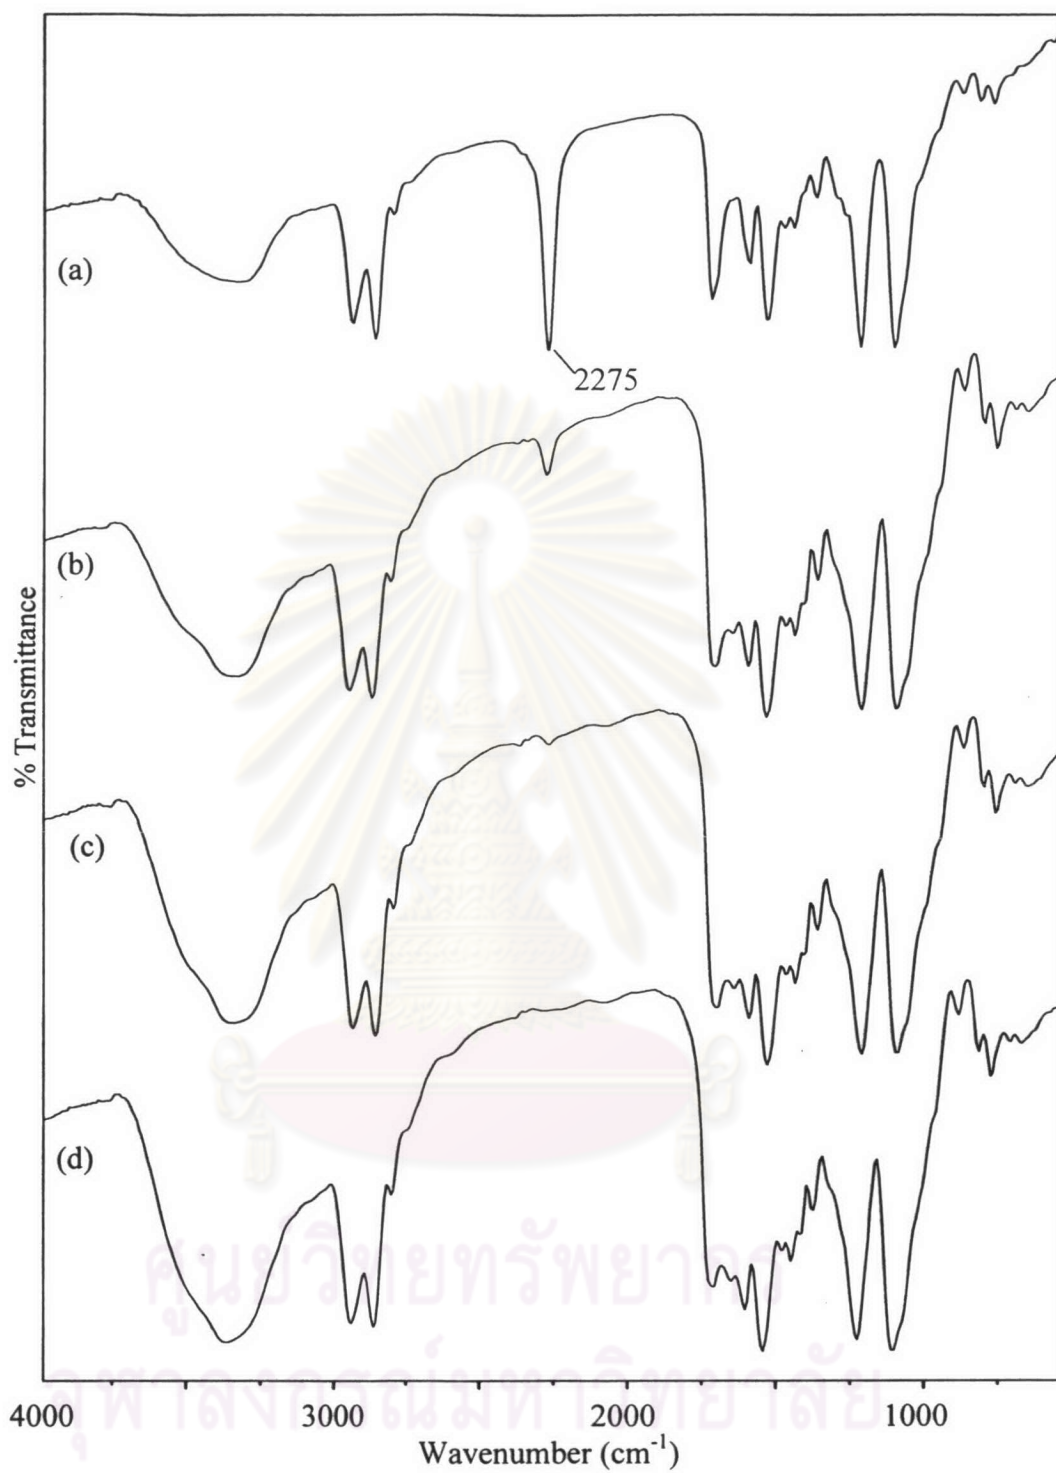 (a)
2275
(b)
% Transmittance
(c)
(d)
ศูนย์วิทยทรัพยากร
จุฬาลงกรณ์มหาวิทยาลัย
4000 3000 2000 1000
Wavenumber (cm⁻¹)